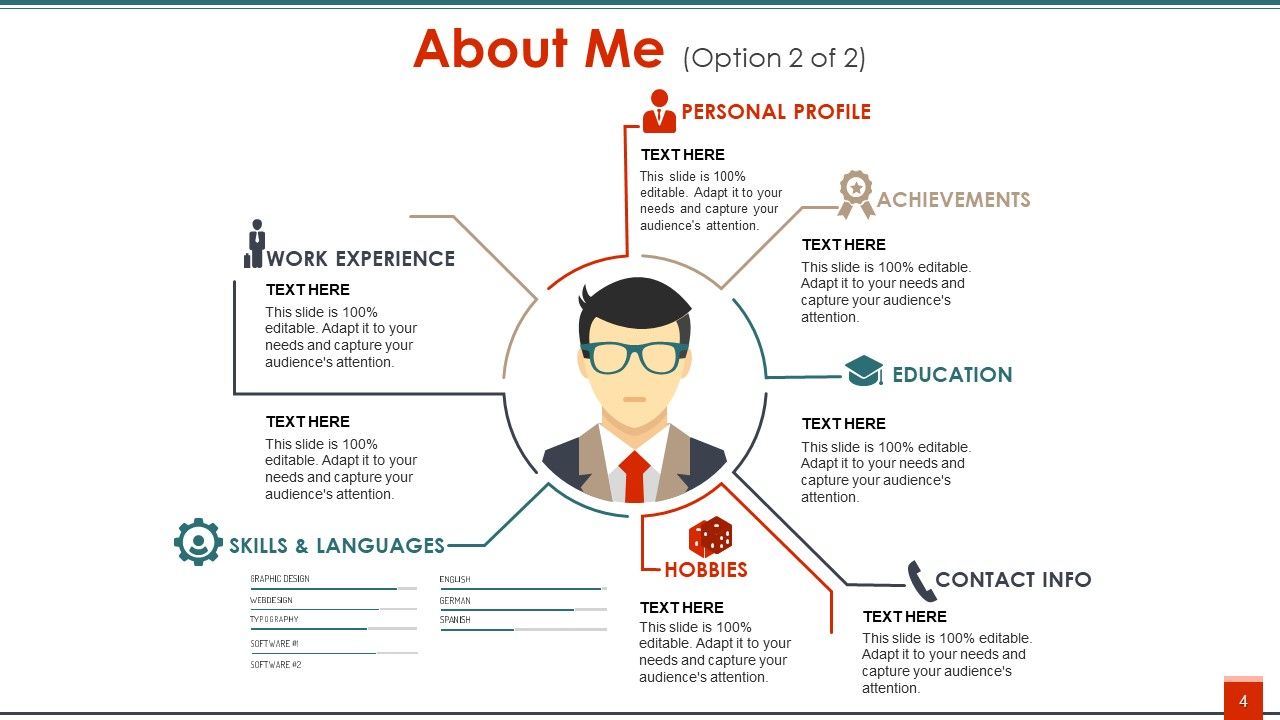 About Me (Option 2 of 2)
PERSONAL PROFILE
TEXT HERE
This slide is 100%
editable. Adapt it to your
needs and capture your
audience's attention.
ACHIEVEMENTS
TEXT HERE
This slide is 100% editable.
Adapt it to your needs and
capture your audience's
attention.
WORK EXPERIENCE
TEXT HERE
This slide is 100%
editable. Adapt it to your
needs and capture your
audience's attention.
TEXT HERE
This slide is 100%
editable. Adapt it to your
needs and capture your
audience's attention.
EDUCATION
TEXT HERE
This slide is 100% editable.
Adapt it to your needs and
capture your audience's
attention.
SKILLS & LANGUAGES
GRAPHIC DESIGN
WEBDESIGN
TYPOGRAPHY
SOFTWARE #1
SOFTWARE #2
ENGLISH
GERMAN
SPANISH
HOBBIES
TEXT HERE
This slide is 100%
editable. Adapt it to your
needs and capture your
audience's attention.
CONTACT INFO
TEXT HERE
This slide is 100% editable.
Adapt it to your needs and
capture your audience's
attention.
4